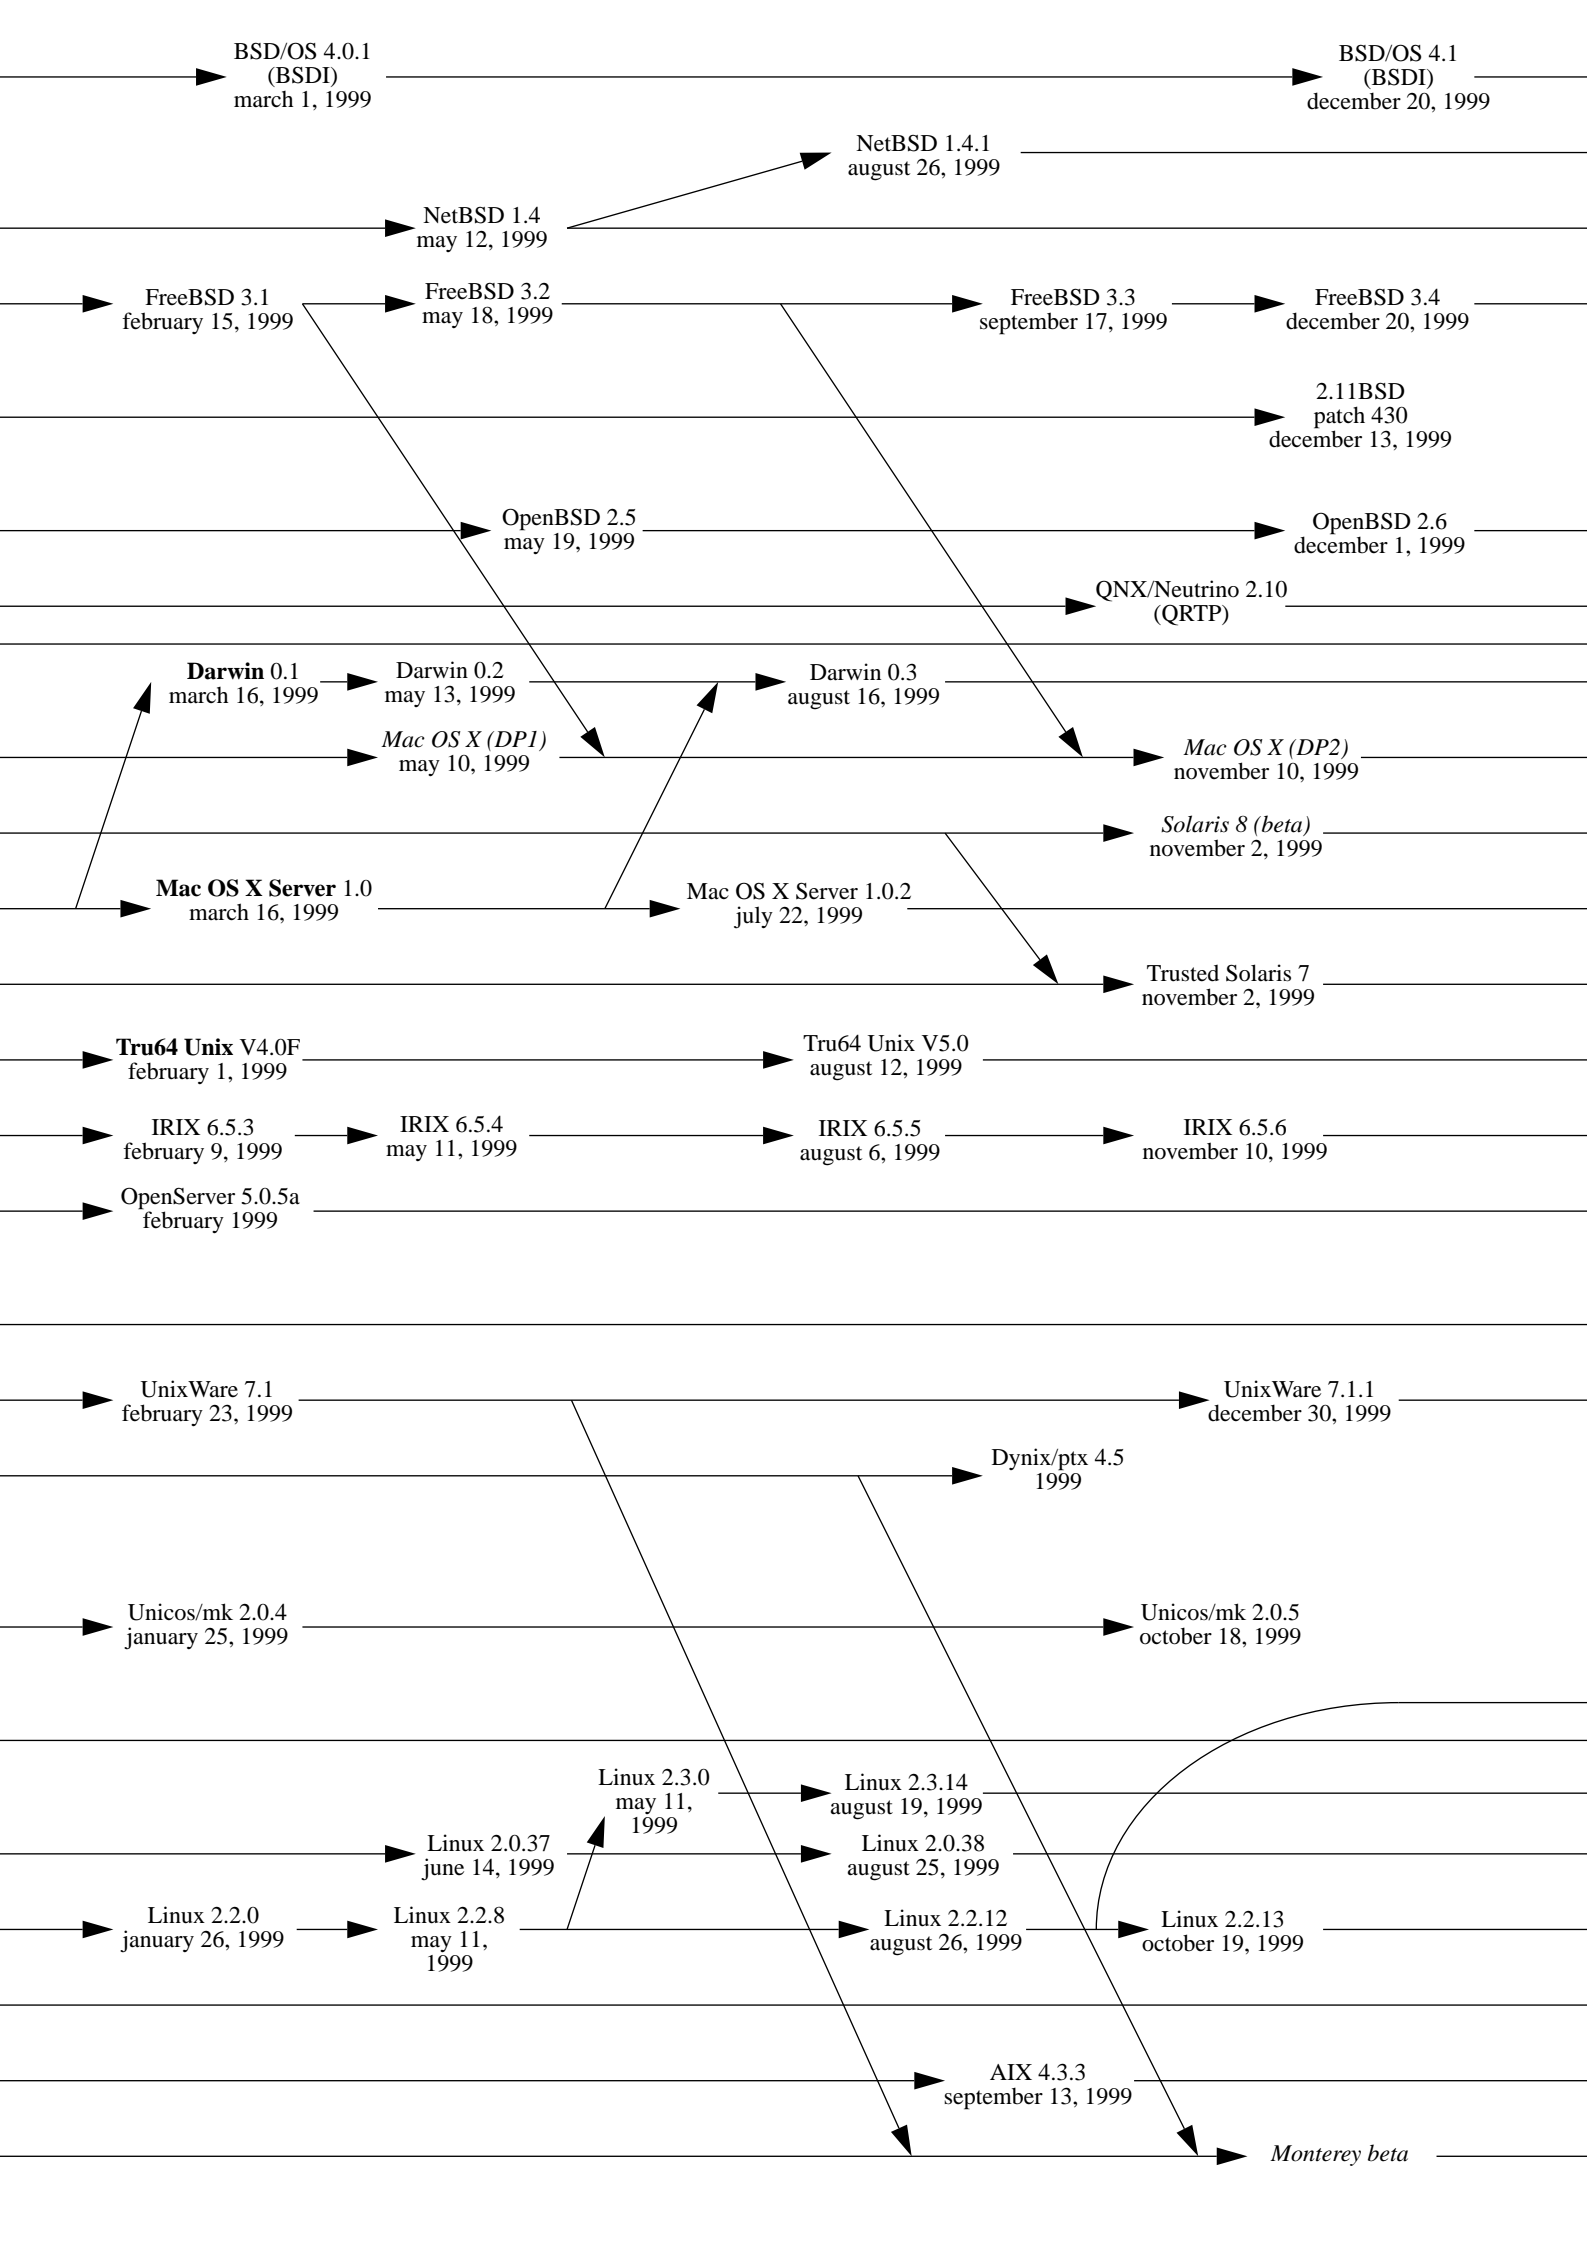 BSD/OS 4.0.1
(BSDI)
march 1, 1999
BSD/OS 4.1
(BSDI)
december 20, 1999
NetBSD 1.4.1
august 26, 1999
NetBSD 1.4
may 12, 1999
FreeBSD 3.1
february 15, 1999
FreeBSD 3.2
may 18, 1999
FreeBSD 3.3
september 17, 1999
FreeBSD 3.4
december 20, 1999
2.11BSD
patch 430
december 13, 1999
OpenBSD 2.5
may 19, 1999
OpenBSD 2.6
december 1, 1999
QNX/Neutrino 2.10
(QRTP)
Darwin 0.1
march 16, 1999
Darwin 0.2
may 13, 1999
Darwin 0.3
august 16, 1999
Mac OS X (DP1)
may 10, 1999
Mac OS X (DP2)
november 10, 1999
Solaris 8 (beta)
november 2, 1999
Mac OS X Server 1.0
march 16, 1999
Mac OS X Server 1.0.2
july 22, 1999
Trusted Solaris 7
november 2, 1999
Tru64 Unix V4.0F
february 1, 1999
Tru64 Unix V5.0
august 12, 1999
IRIX 6.5.3
february 9, 1999
IRIX 6.5.4
may 11, 1999
IRIX 6.5.5
august 6, 1999
IRIX 6.5.6
november 10, 1999
OpenServer 5.0.5a
february 1999
UnixWare 7.1
february 23, 1999
UnixWare 7.1.1
december 30, 1999
Dynix/ptx 4.5
1999
Unicos/mk 2.0.4
january 25, 1999
Unicos/mk 2.0.5
october 18, 1999
Linux 2.3.0
may 11,
1999
Linux 2.3.14
august 19, 1999
Linux 2.0.37
june 14, 1999
Linux 2.0.38
august 25, 1999
Linux 2.2.0
january 26, 1999
Linux 2.2.8
may 11,
1999
Linux 2.2.12
august 26, 1999
Linux 2.2.13
october 19, 1999
AIX 4.3.3
september 13, 1999
Monterey beta